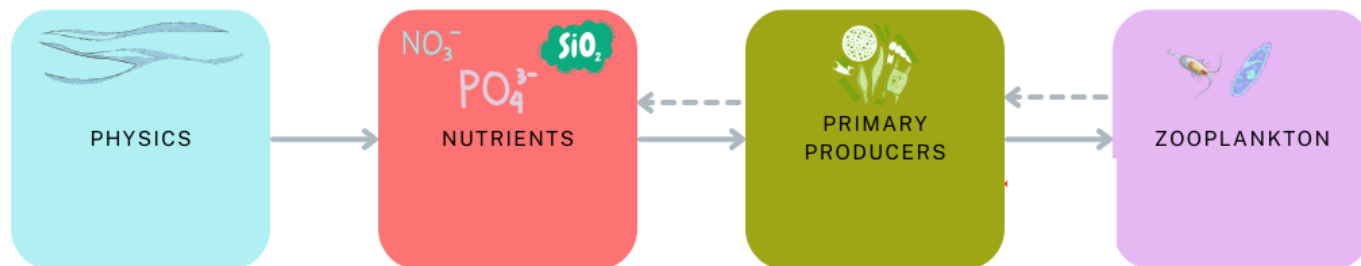 NO₃⁻
SiO₂
PO₄³⁻
PHYSICS
NUTRIENTS
PRIMARY
PRODUCERS
ZOOPLANKTON